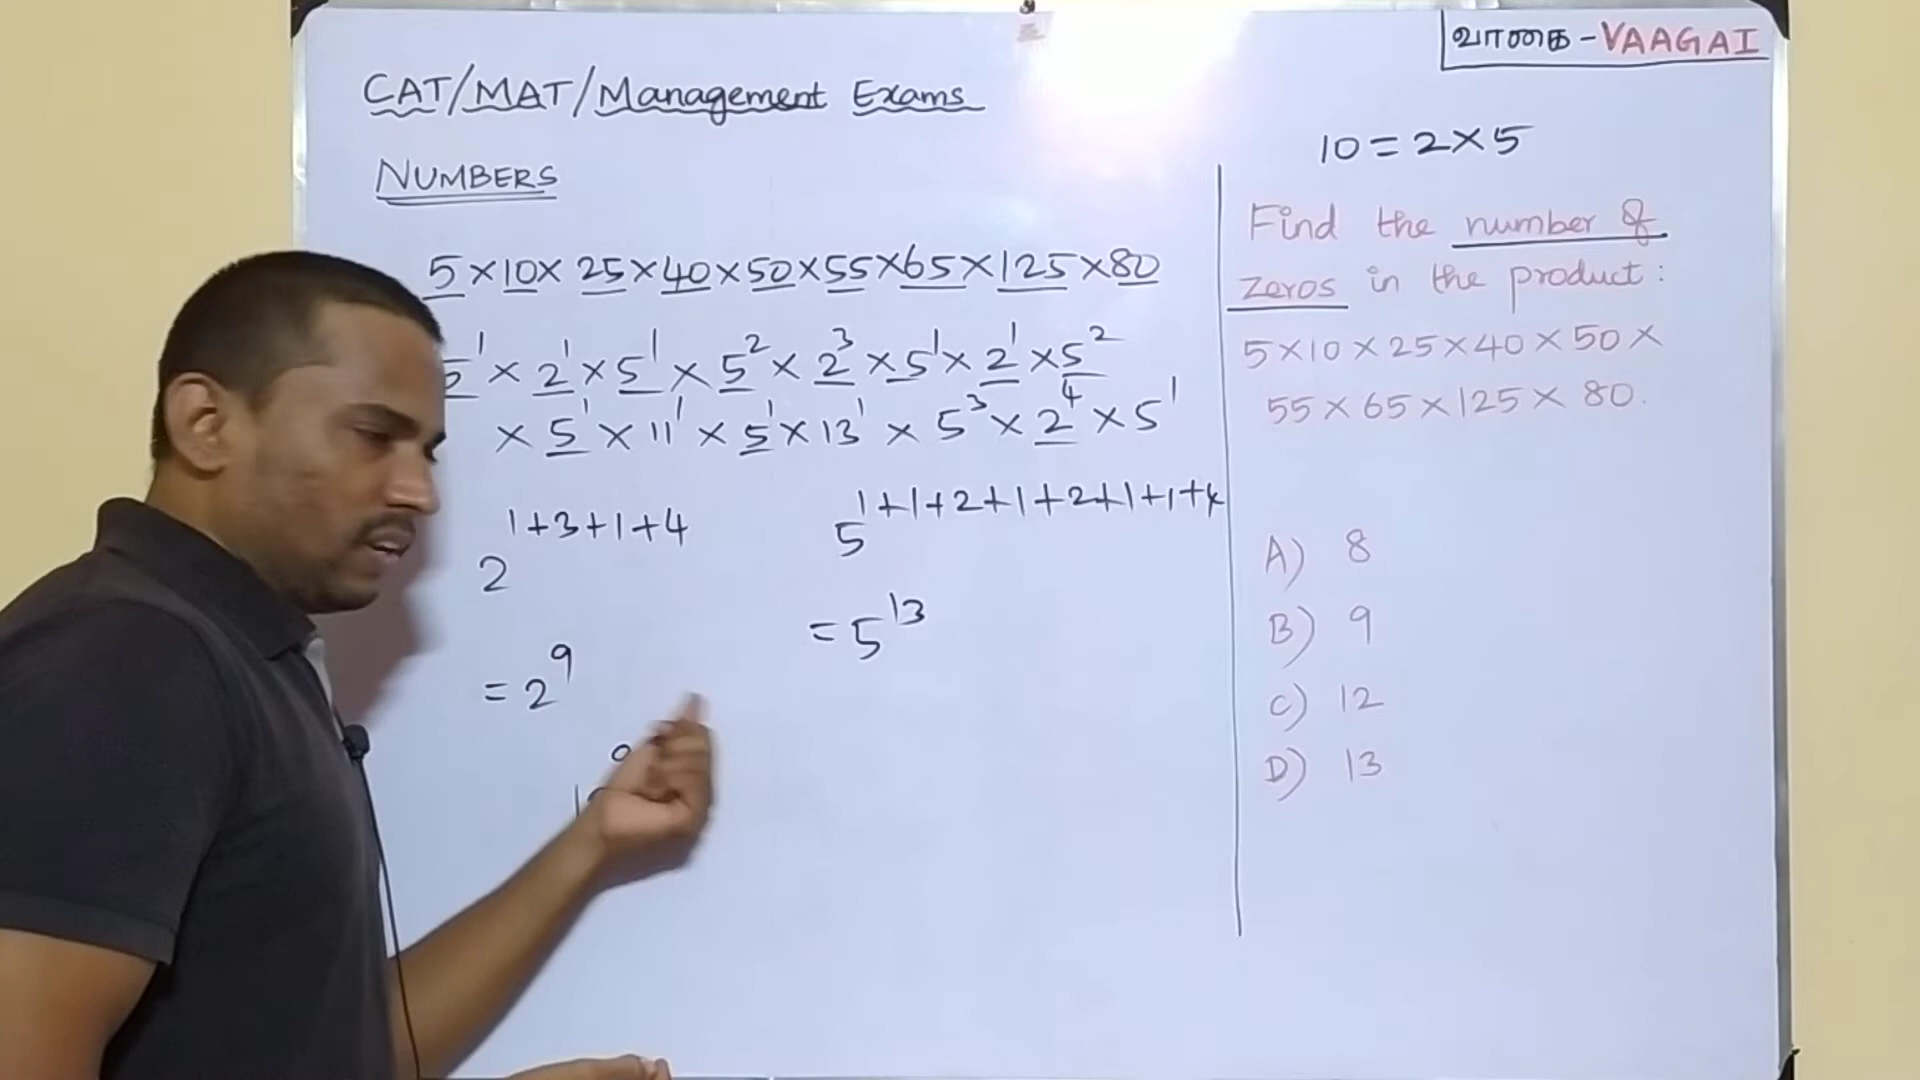 வாகை - VAAGAI
CAT/MAT/Management Exams
NUMBERS
5 × 10 × 25 × 40 × 50 × 55 × 65 × 125 × 80
5¹ × 2¹ × 5¹ × 5² × 2³ × 5¹ × 2¹ × 5²
× 5¹ × 11¹ × 5¹ × 13¹ × 5³ × 2⁴ × 5¹
2^1+3+1+4
= 2⁹
5^1+1+2+1+2+1+1+4
= 5¹³
10 = 2 × 5
Find the number of
zeros in the product :
5 × 10 × 25 × 40 × 50 ×
55 × 65 × 125 × 80.
A) 8
B) 9
C) 12
D) 13